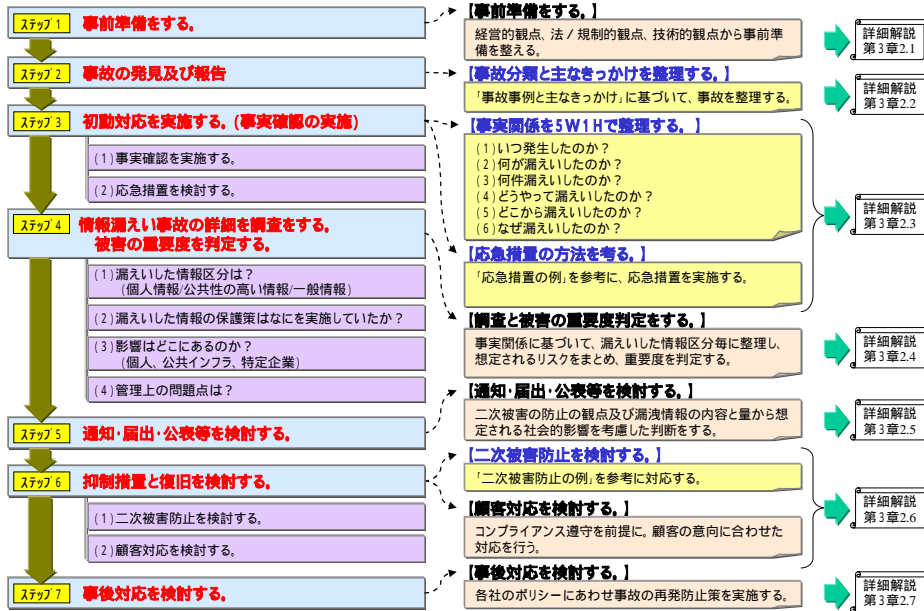 ステップ1 事前準備をする。
【事前準備をする。】
経営的観点、法/規制的観点、技術的観点から事前準
備を整える。
詳細解説
第3章2.1
ステップ2 事故の発見及び報告
【事故分類と主なきっかけを整理する。】
「事故事例と主なきっかけ」に基づいて、事故を整理する。
詳細解説
第3章2.2
ステップ3 初動対応を実施する。(事実確認の実施)
(1)事実確認を実施する。
(2)応急措置を検討する。
【事実関係を5W1Hで整理する。】
(1)いつ発生したのか?
(2)何が漏えいしたのか?
(3)何件漏えいしたのか?
(4)どうやって漏えいしたのか?
(5)どこから漏えいしたのか?
(6)なぜ漏えいしたのか?
【応急措置の方法を考る。】
「応急措置の例」を参考に、応急措置を実施する。
詳細解説
第3章2.3
ステップ4 情報漏えい事故の詳細を調査をする。
被害の重要度を判定する。
(1)漏えいした情報区分は?
(個人情報/公共性の高い情報/一般情報)
(2)漏えいした情報の保護策はなにを実施していたか?
(3)影響はどこにあるのか?
(個人、公共インフラ、特定企業)
(4)管理上の問題点は?
【調査と被害の重要度判定をする。】
事実関係に基づいて、漏えいした情報区分毎に整理し、
想定されるリスクをまとめ、重要度を判定する。
詳細解説
第3章2.4
ステップ5 通知・届出・公表等を検討する。
【通知・届出・公表等を検討する。】
二次被害の防止の観点及び漏洩情報の内容と量から想
定される社会的影響を考慮した判断をする。
詳細解説
第3章2.5
ステップ6 抑制措置と復旧を検討する。
(1)二次被害防止を検討する。
(2)顧客対応を検討する。
【二次被害防止を検討する。】
「二次被害防止の例」を参考に対応する。
【顧客対応を検討する。】
コンプライアンス遵守を前提に。顧客の意向に合わせた
対応を行う。
詳細解説
第3章2.6
ステップ7 事後対応を検討する。
【事後対応を検討する。】
各社のポリシーにあわせ事故の再発防止策を実施する。
詳細解説
第3章2.7